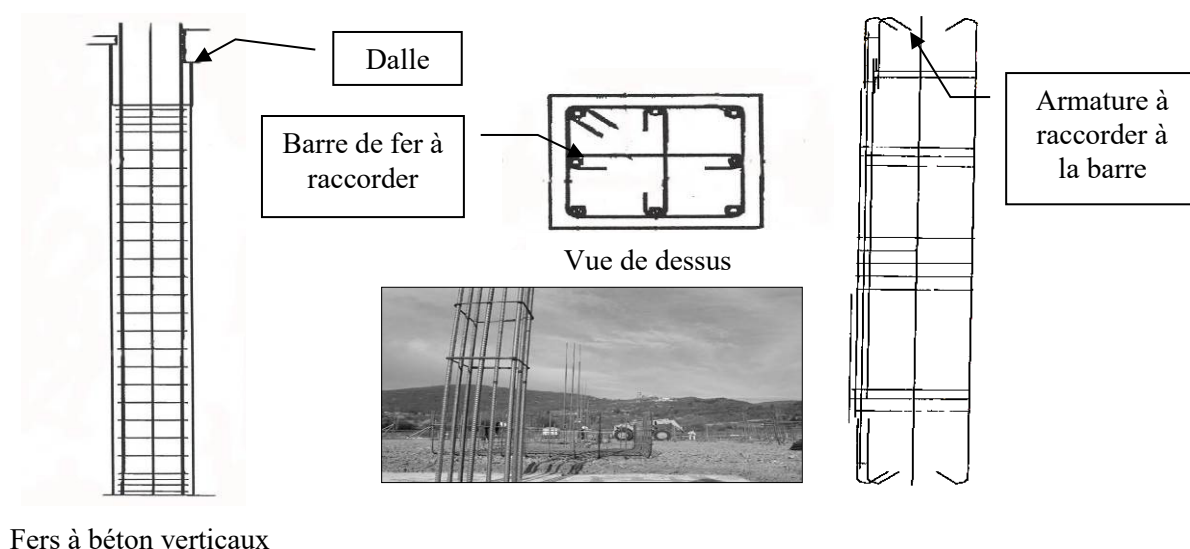 Dalle
Barre de fer à
raccorder
Armature à
raccorder à
la barre
Vue de dessus
Fers à béton verticaux